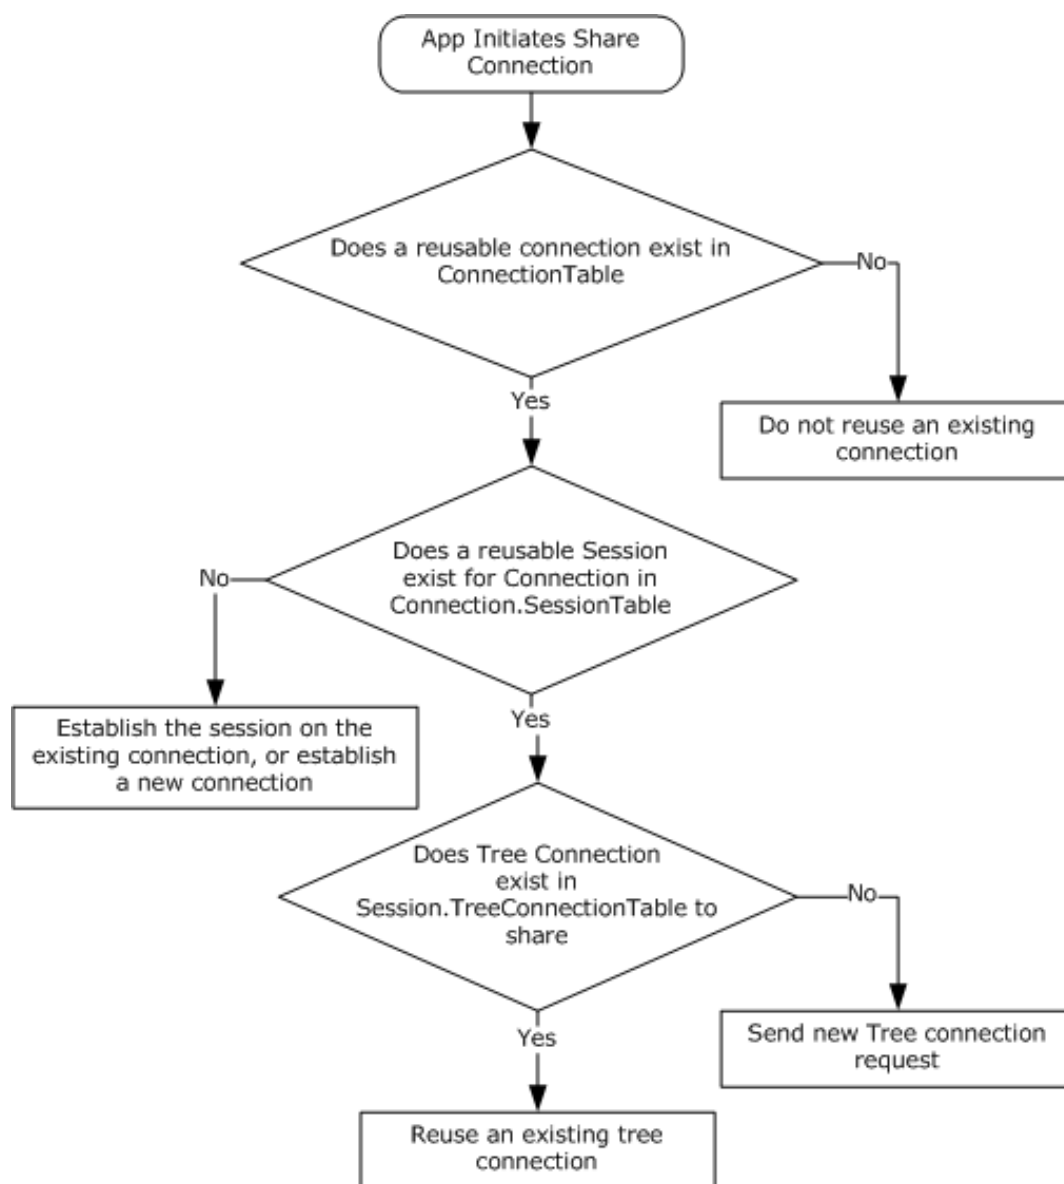 App Initiates Share
Connection
Does a reusable connection exist in
ConnectionTable
No
Yes
Do not reuse an existing
connection
Does a reusable Session
exist for Connection in
Connection.SessionTable
No
Yes
Establish the session on the
existing connection, or establish
a new connection
Does Tree Connection
exist in
Session.TreeConnectionTable to
share
No
Yes
Send new Tree connection
request
Reuse an existing tree
connection